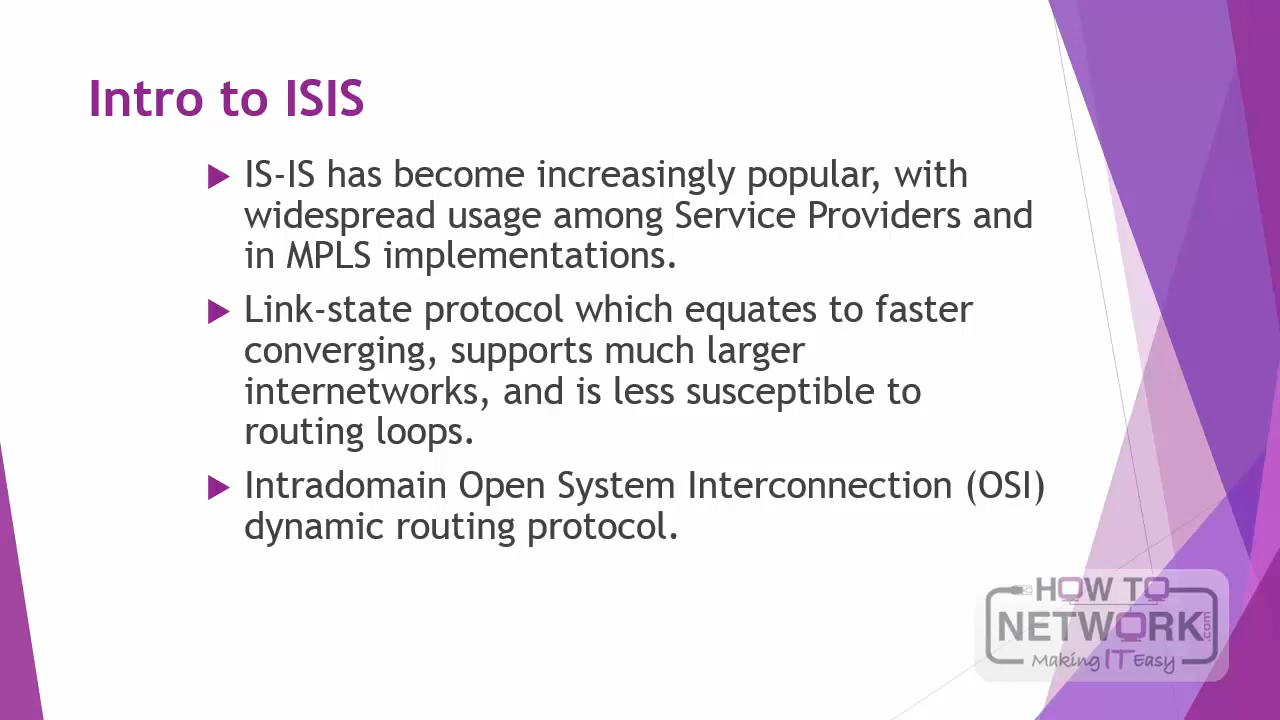 Intro to ISIS
IS-IS has become increasingly popular, with
widespread usage among Service Providers and
in MPLS implementations.
Link-state protocol which equates to faster
converging, supports much larger
internetworks, and is less susceptible to
routing loops.
Intradomain Open System Interconnection (OSI)
dynamic routing protocol.
HOW TO
NETWORK.com
Making IT Easy